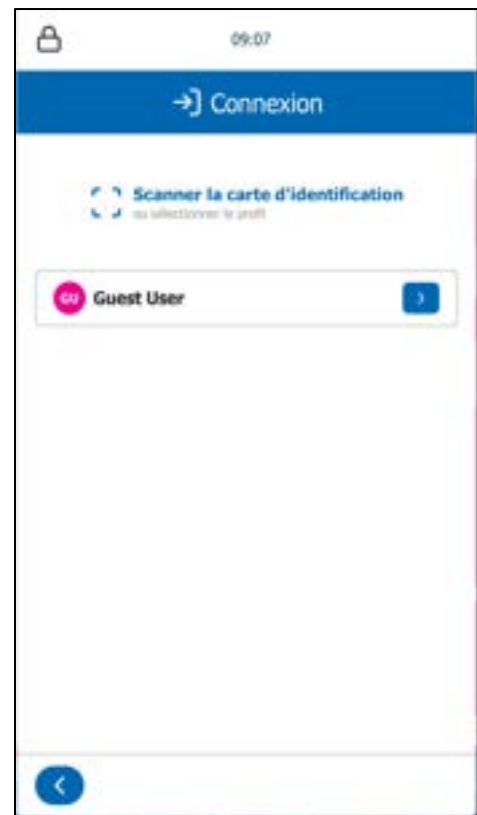 09:07
Connexion
Scanner la carte d'identification
ou sélectionner le profil
GU Guest User